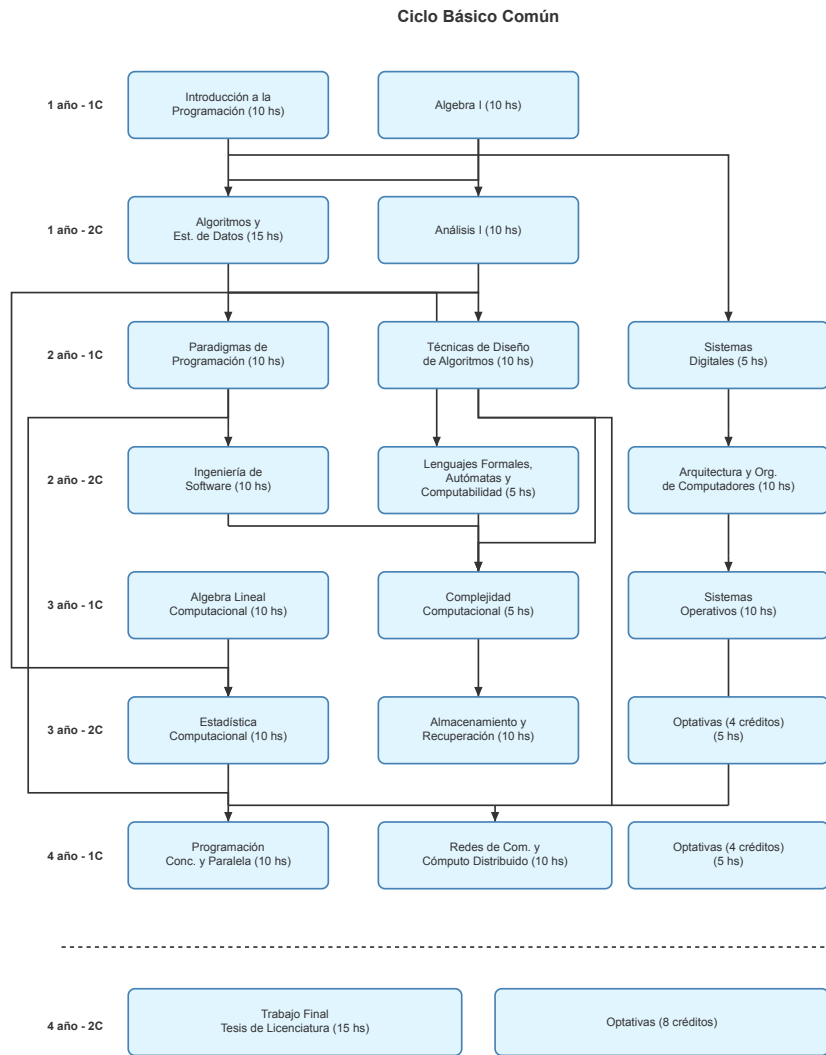 Ciclo Básico Común
1 año - 1C
Introducción a la
Programación (10 hs)
Algebra I (10 hs)
1 año - 2C
Algoritmos y
Est. de Datos (15 hs)
Análisis I (10 hs)
2 año - 1C
Paradigmas de
Programación (10 hs)
Técnicas de Diseño
de Algoritmos (10 hs)
Sistemas
Digitales (5 hs)
2 año - 2C
Ingeniería de
Software (10 hs)
Lenguajes Formales,
Autómatas y
Computabilidad (5 hs)
Arquitectura y Org.
de Computadores (10 hs)
3 año - 1C
Algebra Lineal
Computacional (10 hs)
Complejidad
Computacional (5 hs)
Sistemas
Operativos (10 hs)
3 año - 2C
Estadística
Computacional (10 hs)
Almacenamiento y
Recuperación (10 hs)
Optativas (4 créditos)
(5 hs)
4 año - 1C
Programación
Conc. y Paralela (10 hs)
Redes de Com. y
Cómputo Distribuido (10 hs)
Optativas (4 créditos)
(5 hs)
4 año - 2C
Trabajo Final
Tesis de Licenciatura (15 hs)
Optativas (8 créditos)